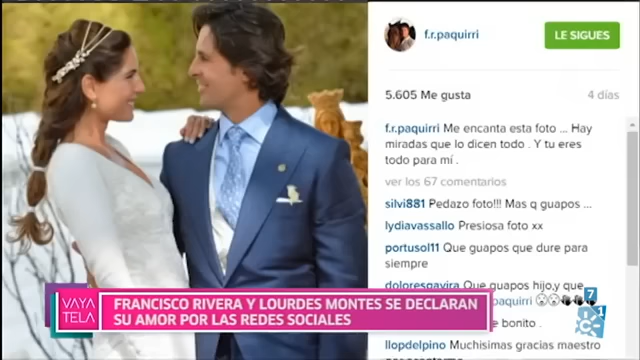 f.r.paquirri
LE SIGUES
5.605 Me gusta
4 días
f.r.paquirri Me encanta esta foto ... Hay
miradas que lo dicen todo . Y tu eres
todo para mí .
ver los 67 comentarios
silvi881 Pedazo foto!!! Mas q guapos ...
lydiavassallo Presiosa foto xx
portusol11 Que guapos que dure para
siempre
doloresgavira Que guapos hijo,y que
paquirri
bonito .
llopdelpino Muchisimas gracias maestro
VAYA
TELA
FRANCISCO RIVERA Y LOURDES MONTES SE DECLARAN
SU AMOR POR LAS REDES SOCIALES
7